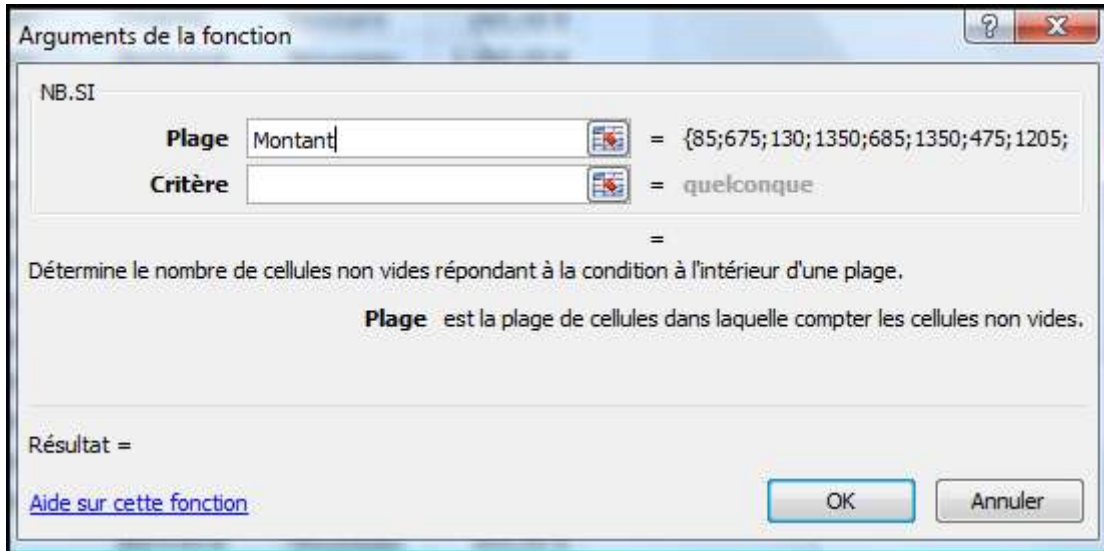 Arguments de la fonction
NB.SI
Plage Montant = {85;675;130;1350;685;1350;475;1205;
Critère = quelconque
=
Détermine le nombre de cellules non vides répondant à la condition à l'intérieur d'une plage.
Plage est la plage de cellules dans laquelle compter les cellules non vides.
Résultat =
Aide sur cette fonction OK Annuler